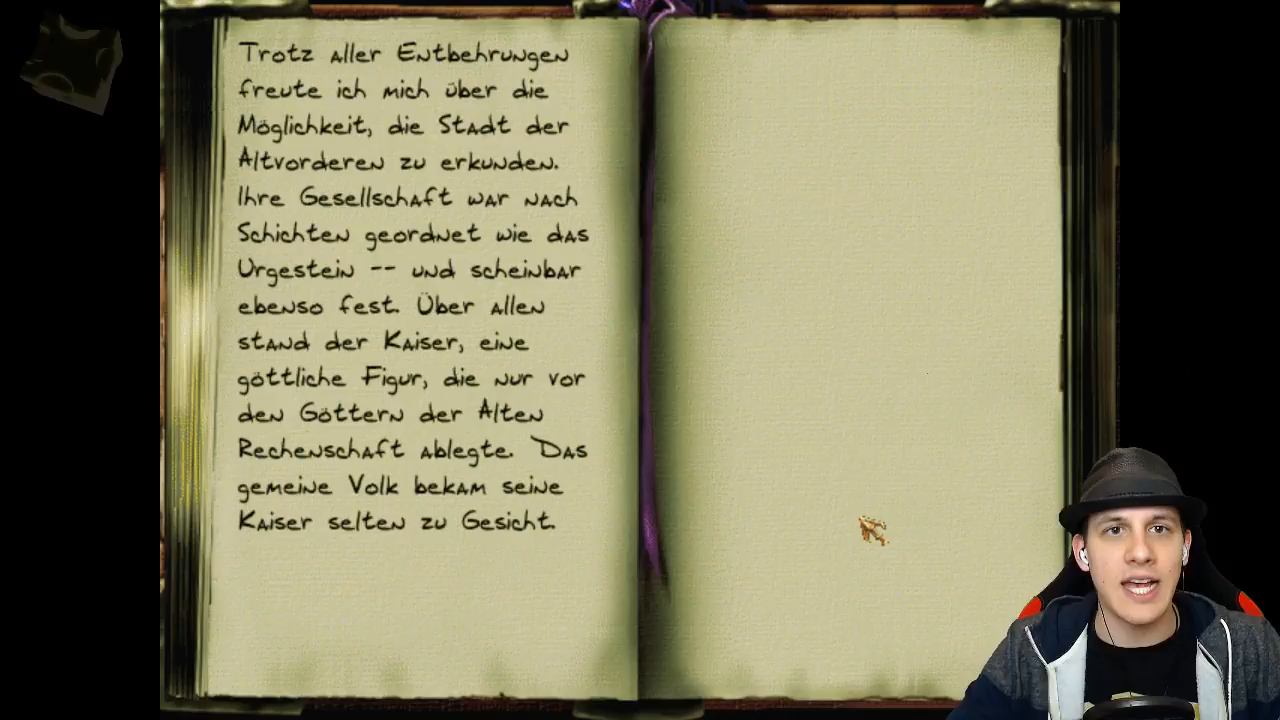 Trotz aller Entbehrungen
freute ich mich über die
Möglichkeit, die Stadt der
Altvorderen zu erkunden.
Ihre Gesellschaft war nach
Schichten geordnet wie das
Urgestein -- und scheinbar
ebenso fest. Über allen
stand der Kaiser, eine
göttliche Figur, die nur vor
den Göttern der Alten
Rechenschaft ablegte. Das
gemeine Volk bekam seine
Kaiser selten zu Gesicht.